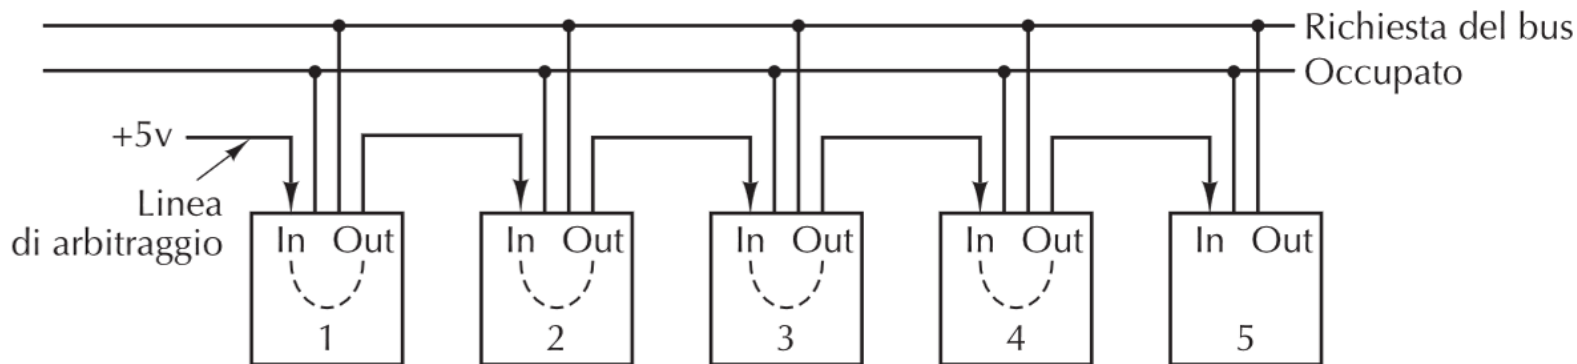 Richiesta del bus
Occupato
+5v
Linea
di arbitraggio
In Out In Out In Out In Out In Out
1 2 3 4 5